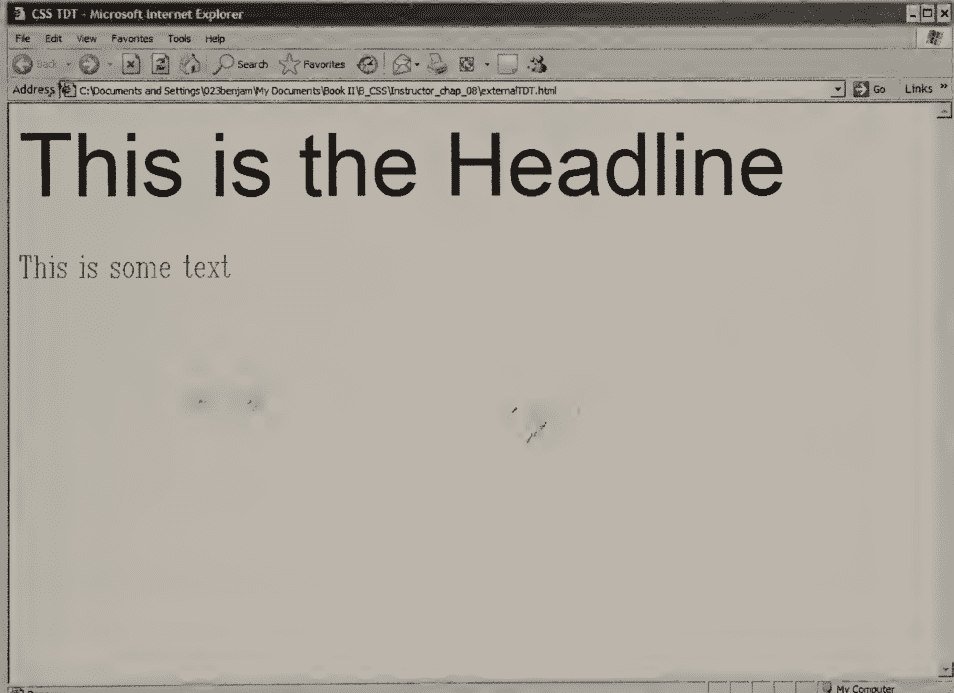 CSS TDT - Microsoft Internet Explorer
File Edit View Favorites Tools Help
Back Search Favorites
Address C:\Documents and Settings\023benjam\My Documents\Book II\B_CSS\Instructor_chap_08\externalTDT.html Go Links »
This is the Headline
This is some text
My Computer